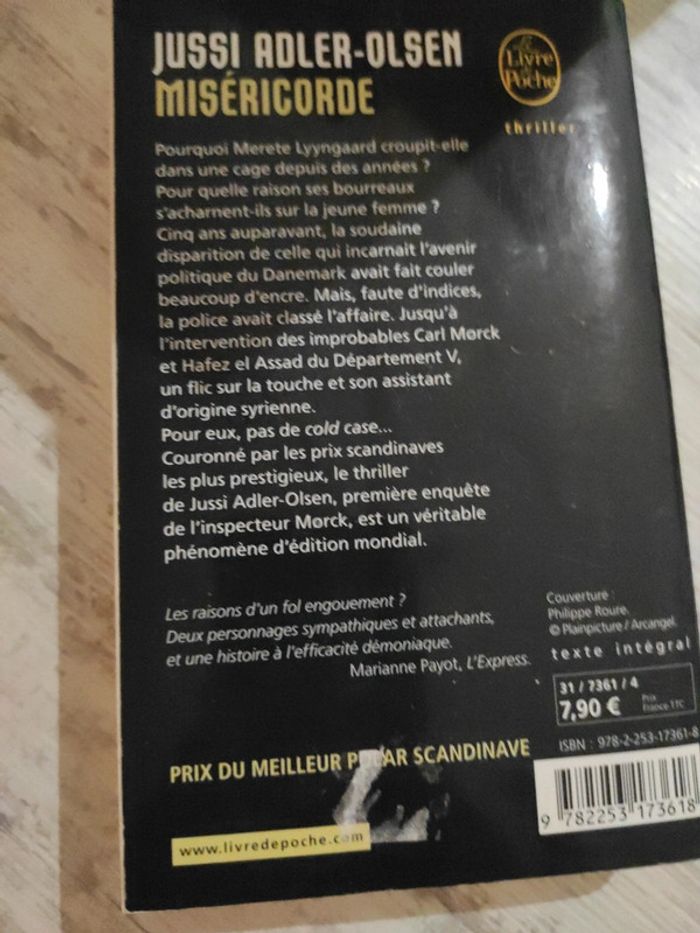 JUSSI ADLER-OLSEN
MISÉRICORDE
Le
Livre
de
Poche
thriller
Pourquoi Merete Lyyngaard croupit-elle
dans une cage depuis des années ?
Pour quelle raison ses bourreaux
s'acharnent-ils sur la jeune femme ?
Cinq ans auparavant, la soudaine
disparition de celle qui incarnait l'avenir
politique du Danemark avait fait couler
beaucoup d'encre. Mais, faute d'indices,
la police avait classé l'affaire. Jusqu'à
l'intervention des improbables Carl Mørck
et Hafez el Assad du Département V,
un flic sur la touche et son assistant
d'origine syrienne.
Pour eux, pas de cold case...
Couronné par les prix scandinaves
les plus prestigieux, le thriller
de Jussi Adler-Olsen, première enquête
de l'inspecteur Mørck, est un véritable
phénomène d'édition mondial.
Les raisons d'un fol engouement ?
Deux personnages sympathiques et attachants,
et une histoire à l'efficacité démoniaque.
Marianne Payot, L'Express.
Couverture :
Philippe Roure.
© Plainpicture / Arcangel.
texte intégral
31 / 7361 / 4
7,90 €
Prix
France TTC
ISBN : 978-2-253-17361-8
PRIX DU MEILLEUR POLAR SCANDINAVE
9 782253 173618
www.livredepoche.com